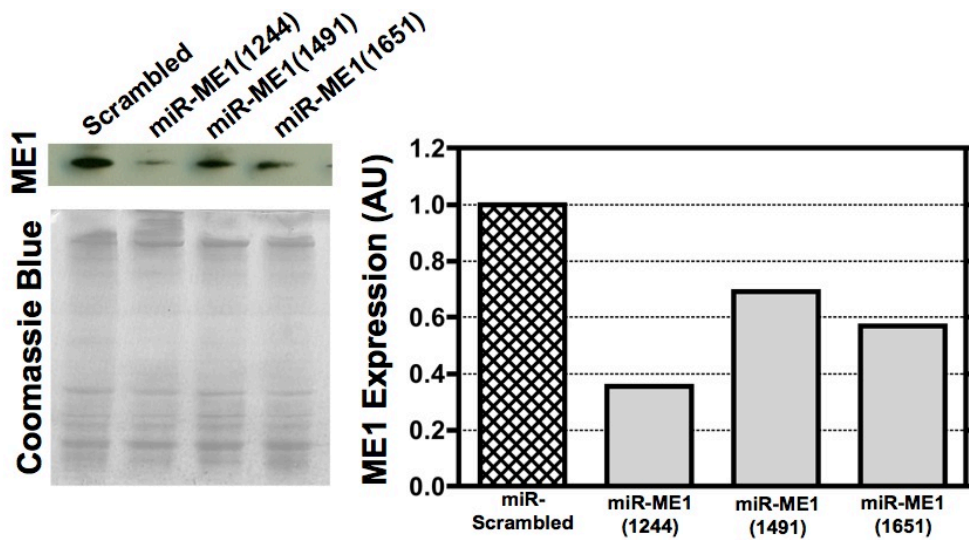 Scrambled
miR-ME1(1244)
miR-ME1(1491)
miR-ME1(1651)
ME1
Coomassie Blue
ME1 Expression (AU)
1.2
1.0
0.8
0.6
0.4
0.2
0.0
miR-
Scrambled
miR-ME1
(1244)
miR-ME1
(1491)
miR-ME1
(1651)